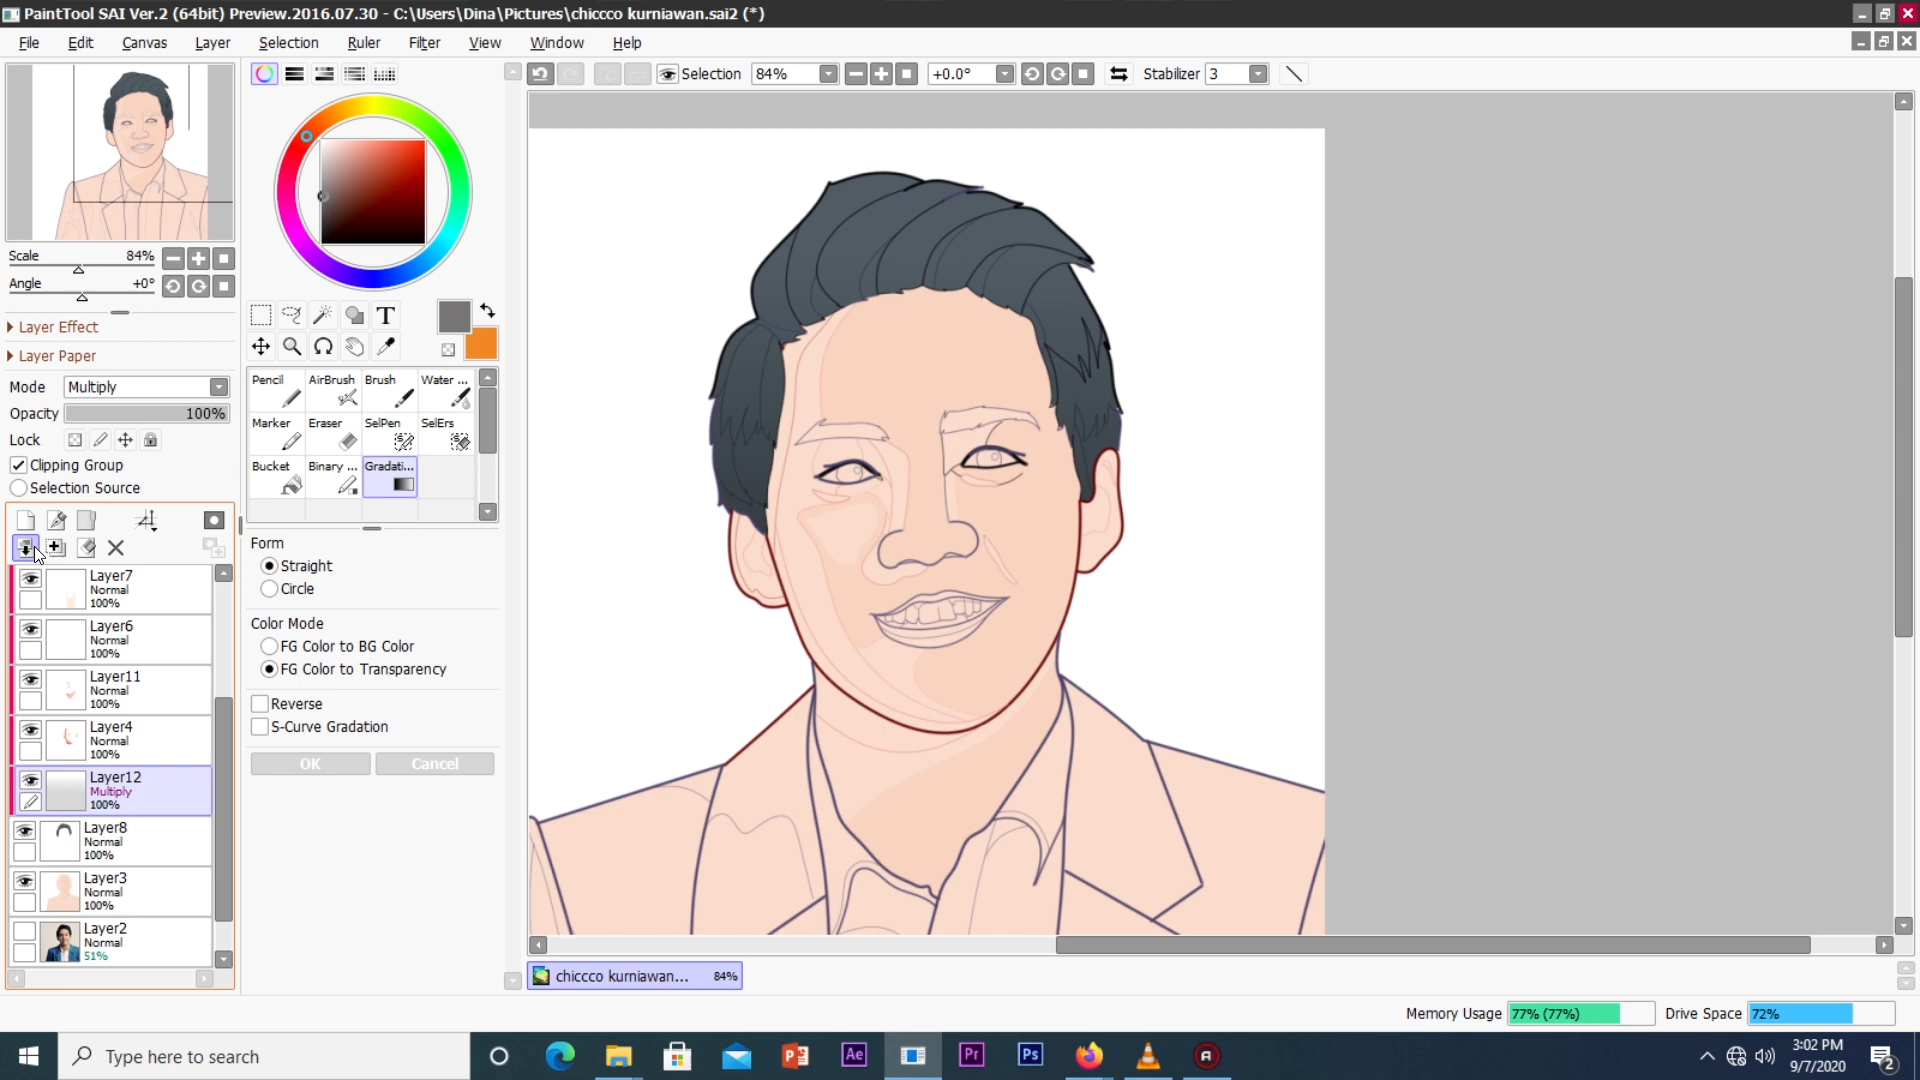 PaintTool SAI Ver.2 (64bit) Preview.2016.07.30 - C:\Users\Dina\Pictures\chiccco kurniawan.sai2 (*)
File Edit Canvas Layer Selection Ruler Filter View Window Help
Selection 84% +0.0° Stabilizer 3
Scale 84%
Angle +0°
Layer Effect
Layer Paper
Mode Multiply
Opacity 100%
Lock
Clipping Group
Selection Source
Layer7
Normal
100%
Layer6
Normal
100%
Layer11
Normal
100%
Layer4
Normal
100%
Layer12
Multiply
100%
Layer8
Normal
100%
Layer3
Normal
100%
Layer2
Normal
51%
T
Pencil AirBrush Brush Water ...
Marker Eraser SelPen SelErs
Bucket Binary ... Gradati...
Form
Straight
Circle
Color Mode
FG Color to BG Color
FG Color to Transparency
Reverse
S-Curve Gradation
OK Cancel
chiccco kurniawan... 84%
Memory Usage 77% (77%) Drive Space 72%
Type here to search
Ae Pr Ps
3:02 PM
9/7/2020
2